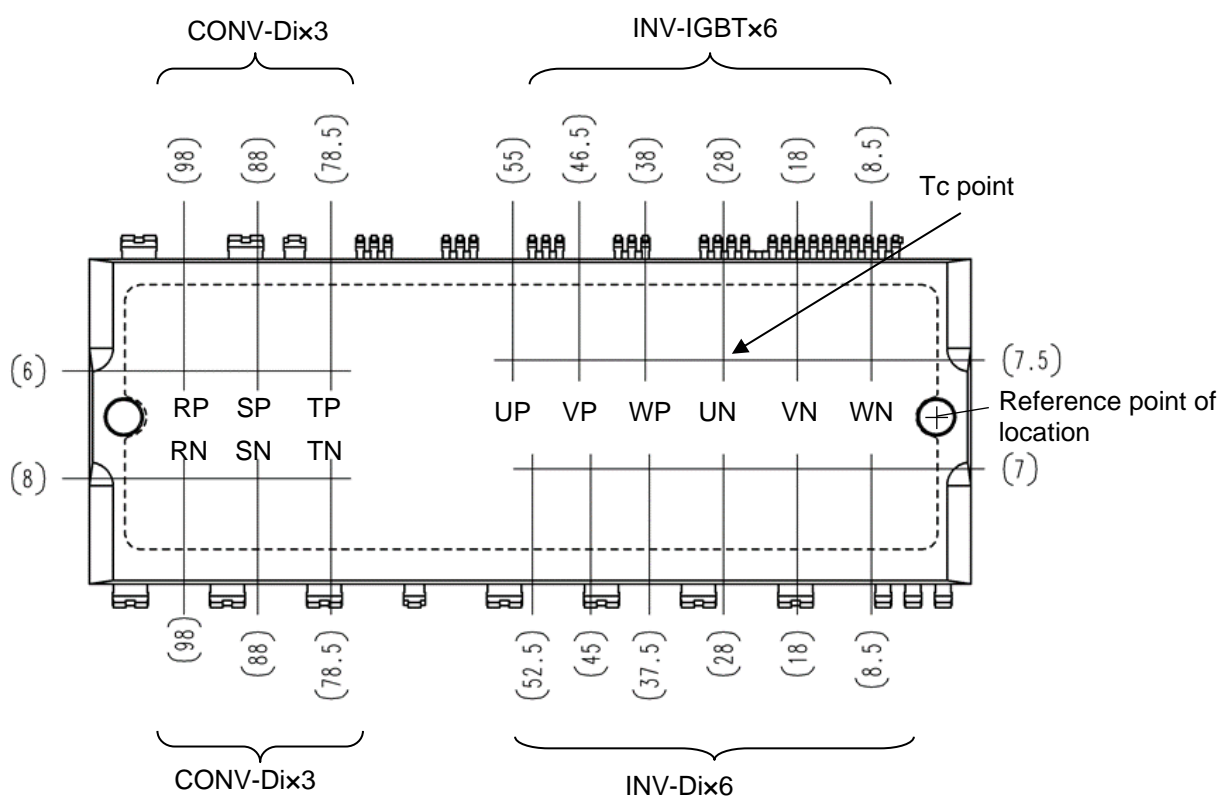 CONV-Di×3 INV-IGBT×6
(98) (88) (78.5) (55) (46.5) (38) (28) (18) (8.5)
Tc point
(6) (7.5)
RP SP TP UP VP WP UN VN WN
Reference point of
location
RN SN TN
(8) (7)
(98) (88) (78.5) (52.5) (45) (37.5) (28) (18) (8.5)
CONV-Di×3 INV-Di×6